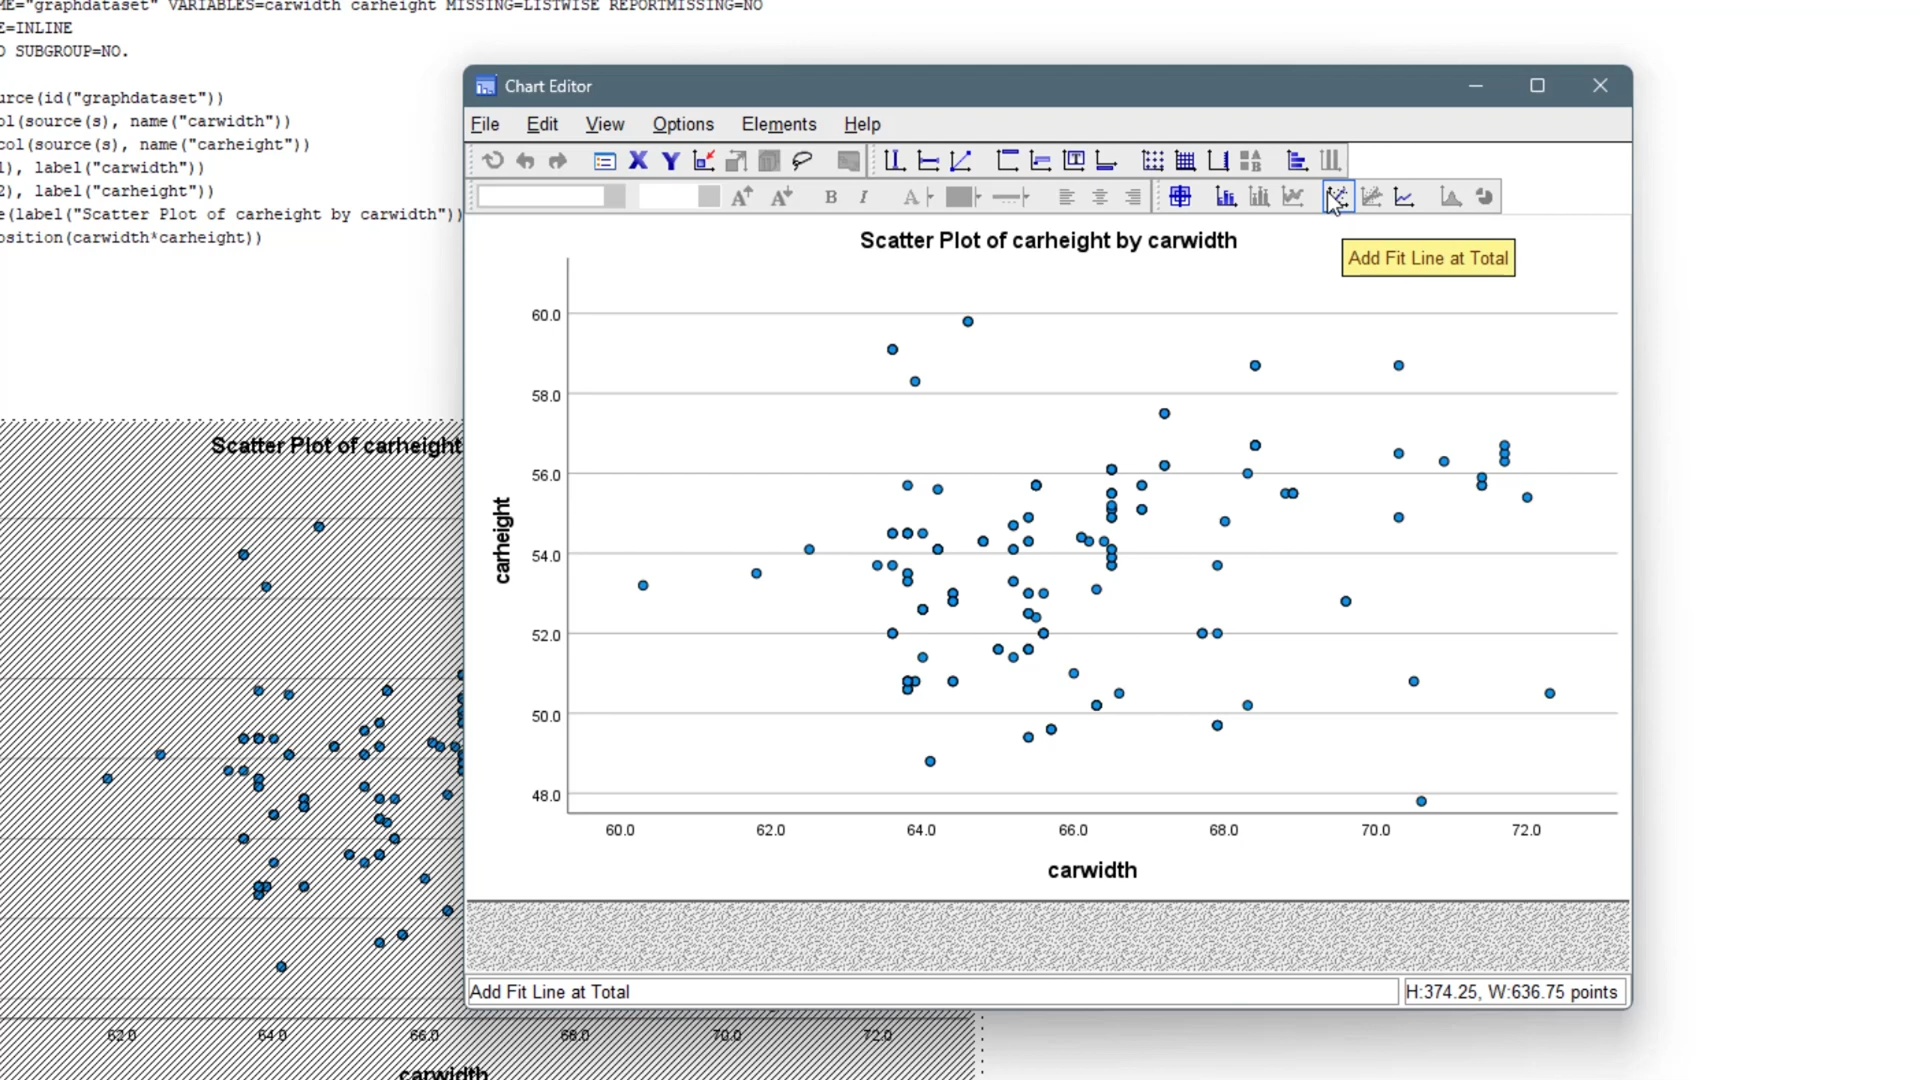 ME="graphdataset" VARIABLES=carwidth carheight MISSING=LISTWISE REPORTMISSING=NO
E=INLINE
O SUBGROUP=NO.
urce(id("graphdataset"))
ol(source(s), name("carwidth"))
col(source(s), name("carheight"))
1), label("carwidth"))
2), label("carheight"))
e(label("Scatter Plot of carheight by carwidth"))
osition(carwidth*carheight))
Scatter Plot of carheight
62.0 64.0 66.0 68.0 70.0 72.0
carwidth
Chart Editor
File Edit View Options Elements Help
Scatter Plot of carheight by carwidth
Add Fit Line at Total
60.0
58.0
56.0
54.0
52.0
50.0
48.0
carheight
60.0 62.0 64.0 66.0 68.0 70.0 72.0
carwidth
Add Fit Line at Total
H:374.25, W:636.75 points